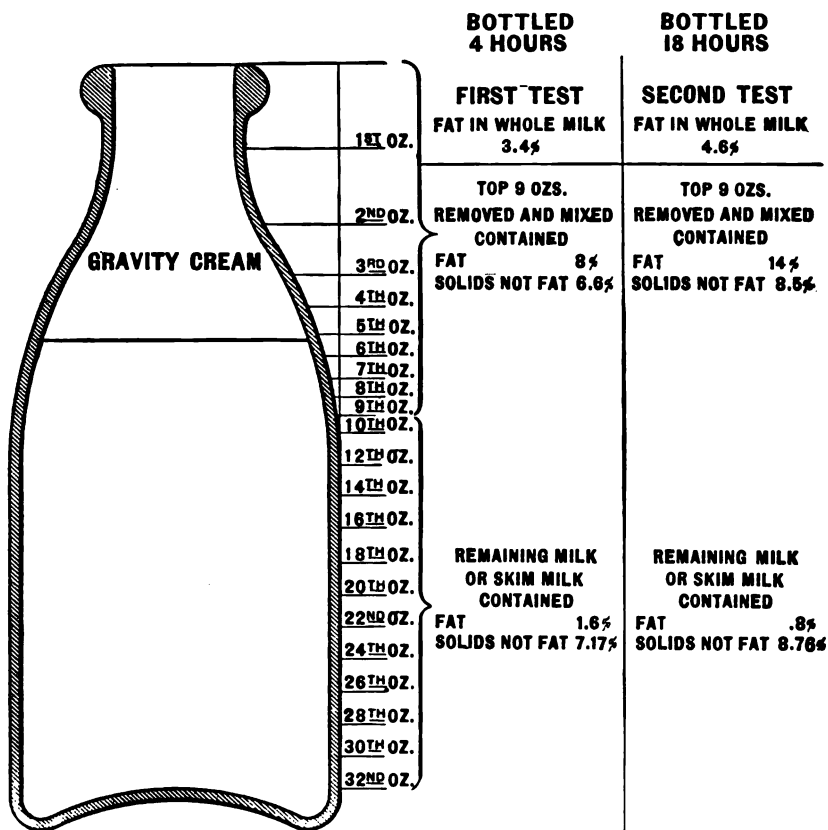 BOTTLED
4 HOURS
BOTTLED
18 HOURS
FIRST TEST
FAT IN WHOLE MILK
3.4%
SECOND TEST
FAT IN WHOLE MILK
4.6%
1ST OZ.
2ND OZ.
3RD OZ.
4TH OZ.
5TH OZ.
6TH OZ.
7TH OZ.
8TH OZ.
9TH OZ.
10TH OZ.
12TH OZ.
14TH OZ.
16TH OZ.
18TH OZ.
20TH OZ.
22ND OZ.
24TH OZ.
26TH OZ.
28TH OZ.
30TH OZ.
32ND OZ.
GRAVITY CREAM
TOP 9 OZS.
REMOVED AND MIXED
CONTAINED
FAT 8%
SOLIDS NOT FAT 6.6%
TOP 9 OZS.
REMOVED AND MIXED
CONTAINED
FAT 14%
SOLIDS NOT FAT 8.5%
REMAINING MILK
OR SKIM MILK
CONTAINED
FAT 1.6%
SOLIDS NOT FAT 7.17%
REMAINING MILK
OR SKIM MILK
CONTAINED
FAT .8%
SOLIDS NOT FAT 8.76%